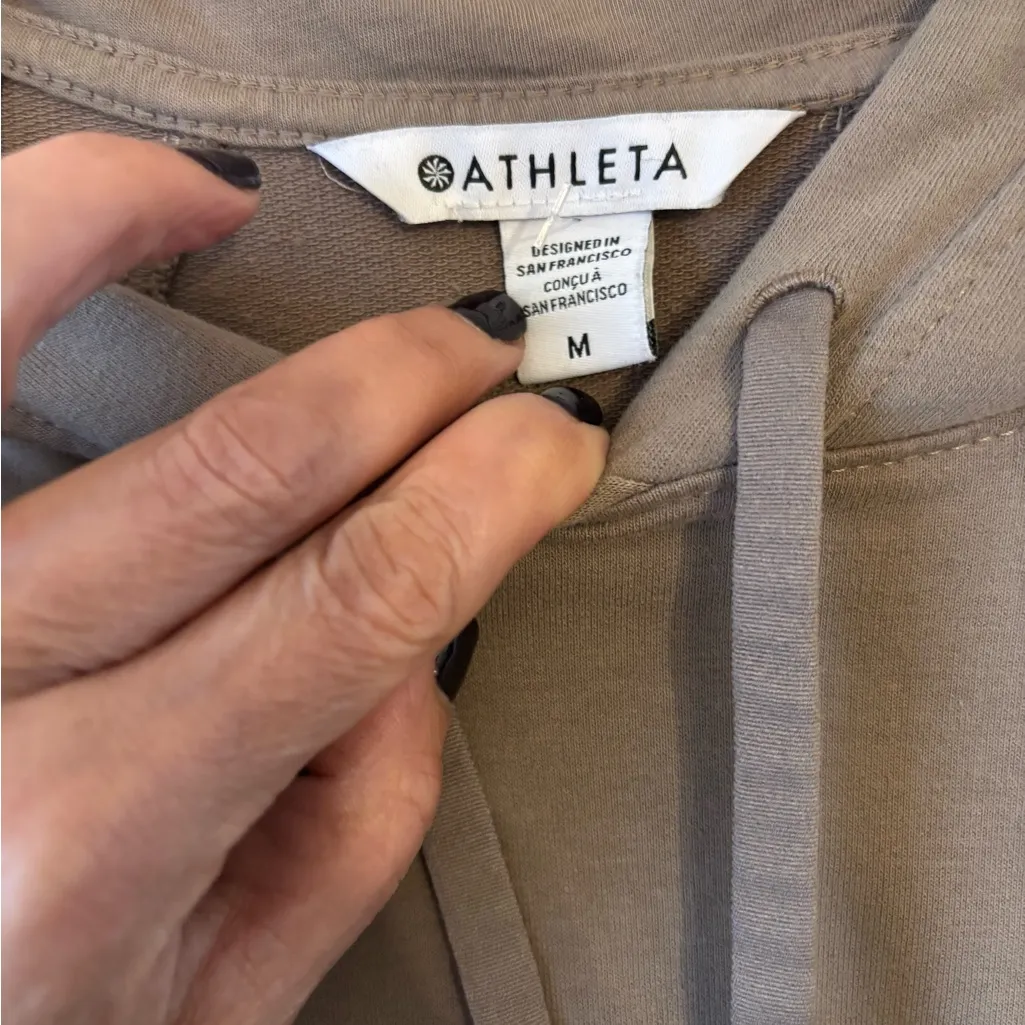 ATHLETA
DESIGNED IN
SAN FRANCISCO
CONÇU À
SAN FRANCISCO
M